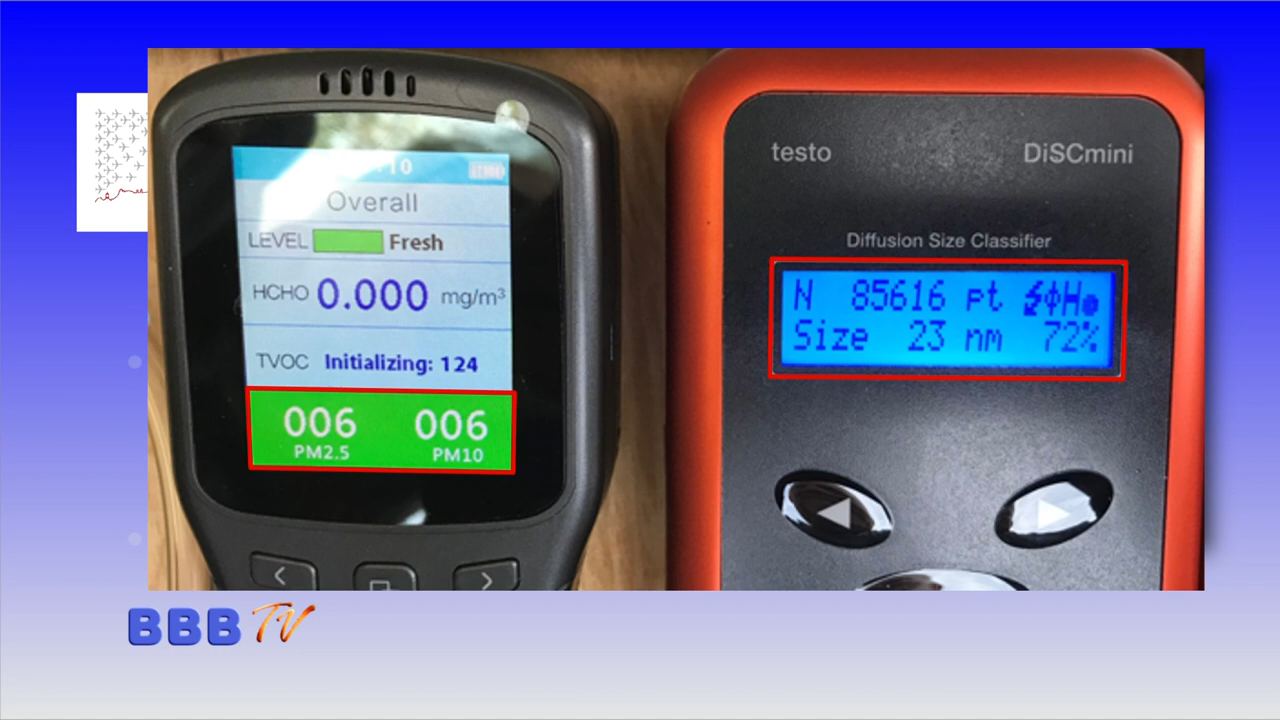 10
Overall
LEVEL Fresh
HCHO 0.000 mg/m³
TVOC Initializing: 124
006 006
PM2.5 PM10
testo DiSCmini
Diffusion Size Classifier
N 85616 pt
Size 23 nm 72%
BBB TV